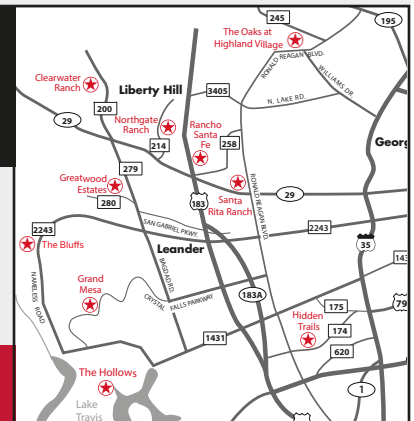 245
195
The Oaks at
Highland Village
RONALD REAGAN BLVD.
WILLIAMS DR.
Clearwater
Ranch
Liberty Hill
3405
N. LAKE RD.
200
29
Northgate
Ranch
Rancho
Santa
Fe
214
258
Georg
279
Greatwood
Estates
280
Santa
Rita Ranch
183
29
RONALD REAGAN BLVD.
2243
SAN GABRIEL PKWY.
2243
The Bluffs
Leander
35
143
NAMELESS ROAD
BAGDAD RD.
Grand
Mesa
CRYSTAL FALLS PARKWAY
183A
175
79
Hidden
Trails
174
1431
620
The Hollows
1
Lake
Travis